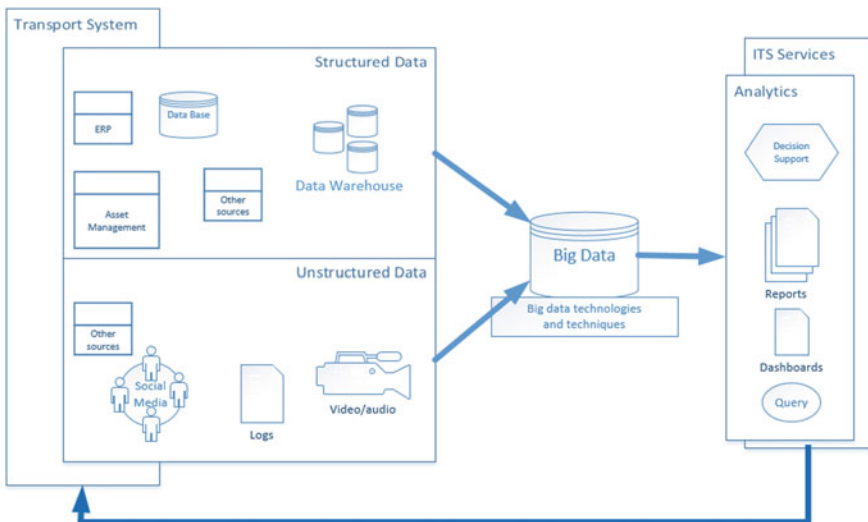 Transport System
Structured Data
ERP
Data Base
Data Warehouse
Asset
Management
Other
sources
Unstructured Data
Other
sources
Social
Media
Logs
Video/audio
Big Data
Big data technologies
and techniques
ITS Services
Analytics
Decision
Support
Reports
Dashboards
Query